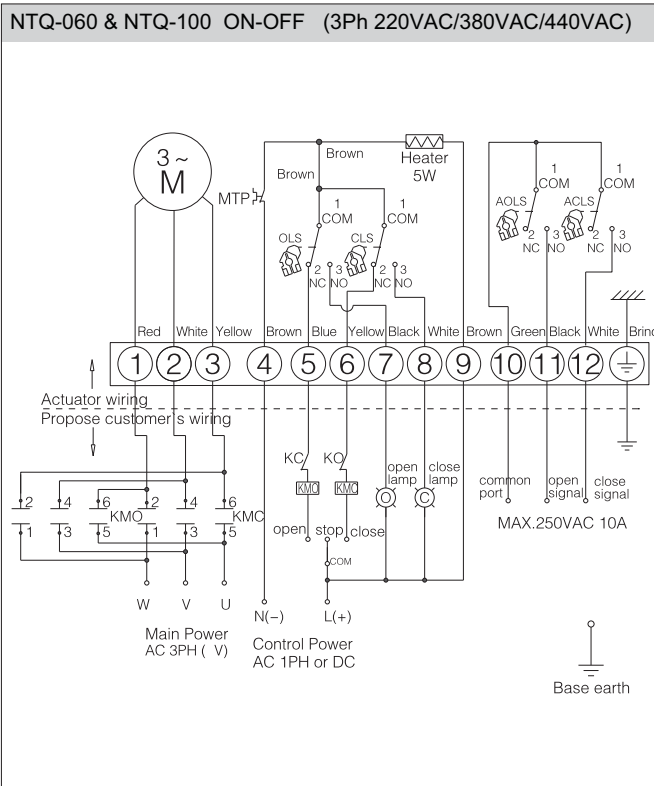 NTQ-060 & NTQ-100 ON-OFF (3Ph 220VAC/380VAC/440VAC)
3~
M
MTP
Brown
Brown
Heater
5W
1
COM
1
COM
OLS
CLS
2
NC
3
NO
2
NC
3
NO
1
COM
1
COM
AOLS
ACLS
2
NC
3
NO
2
NC
3
NO
Red White Yellow Brown Blue Yellow Black White Brown Green Black White Brinc
1 2 3 4 5 6 7 8 9 10 11 12
Actuator wiring
Propose customer's wiring
KC KO
KMO KMC
open lamp
close lamp
O C
common port
open signal
close signal
MAX.250VAC 10A
2 4 6 KMO 2 4 6 KMC
1 3 5 1 3 5
open stop close
COM
W V U
Main Power
AC 3PH ( V)
N(−) L(+)
Control Power
AC 1PH or DC
Base earth